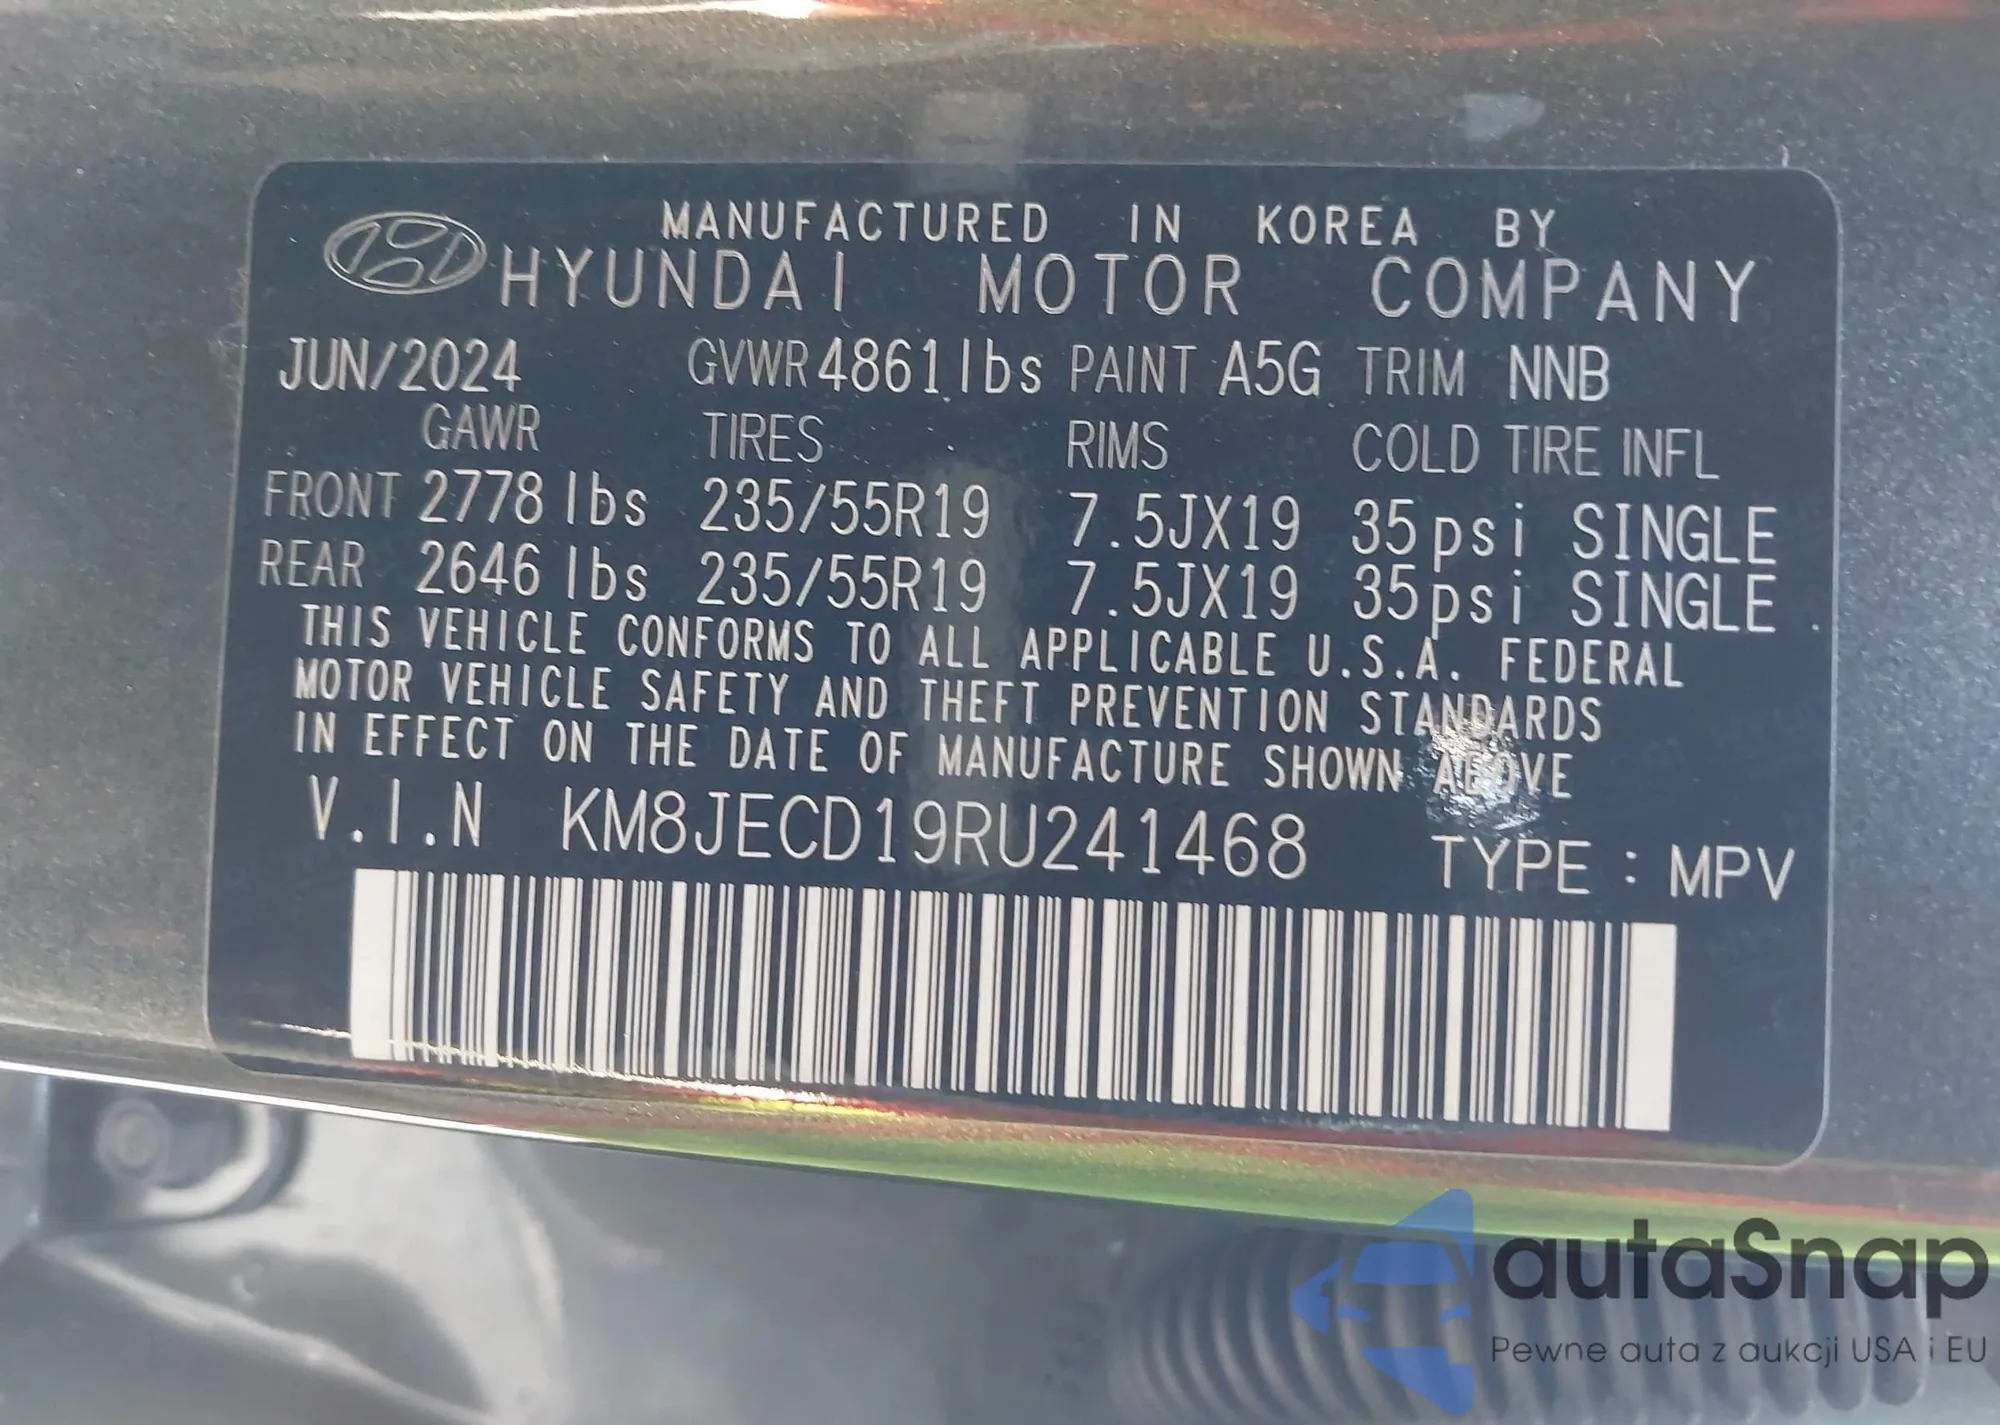 MANUFACTURED IN KOREA BY
HYUNDAI MOTOR COMPANY
JUN/2024 GVWR 4861lbs PAINT A5G TRIM NNB
GAWR TIRES RIMS COLD TIRE INFL
FRONT 2778 lbs 235/55R19 7.5JX19 35psi SINGLE
REAR 2646 lbs 235/55R19 7.5JX19 35psi SINGLE
THIS VEHICLE CONFORMS TO ALL APPLICABLE U.S.A. FEDERAL
MOTOR VEHICLE SAFETY AND THEFT PREVENTION STANDARDS
IN EFFECT ON THE DATE OF MANUFACTURE SHOWN ABOVE
V.I.N KM8JECD19RU241468 TYPE : MPV
autaSnap
Pewne auta z aukcji USA i EU